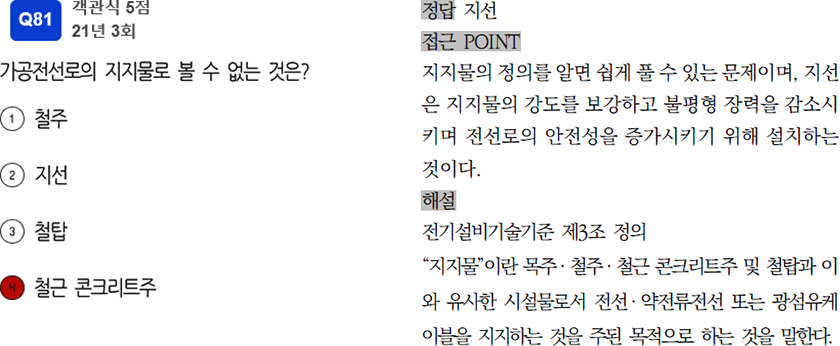 Q81
객관식 5점
21년 3회
가공전선로의 지지물로 볼 수 없는 것은?
1 철주
2 지선
3 철탑
4 철근 콘크리트주
정답 지선
접근 POINT
지지물의 정의를 알면 쉽게 풀 수 있는 문제이며, 지선
은 지지물의 강도를 보강하고 불평형 장력을 감소시
키며 전선로의 안전성을 증가시키기 위해 설치하는
것이다.
해설
전기설비기술기준 제3조 정의
“지지물”이란 목주·철주·철근 콘크리트주 및 철탑과 이
와 유사한 시설물로서 전선·약전류전선 또는 광섬유케
이블을 지지하는 것을 주된 목적으로 하는 것을 말한다.